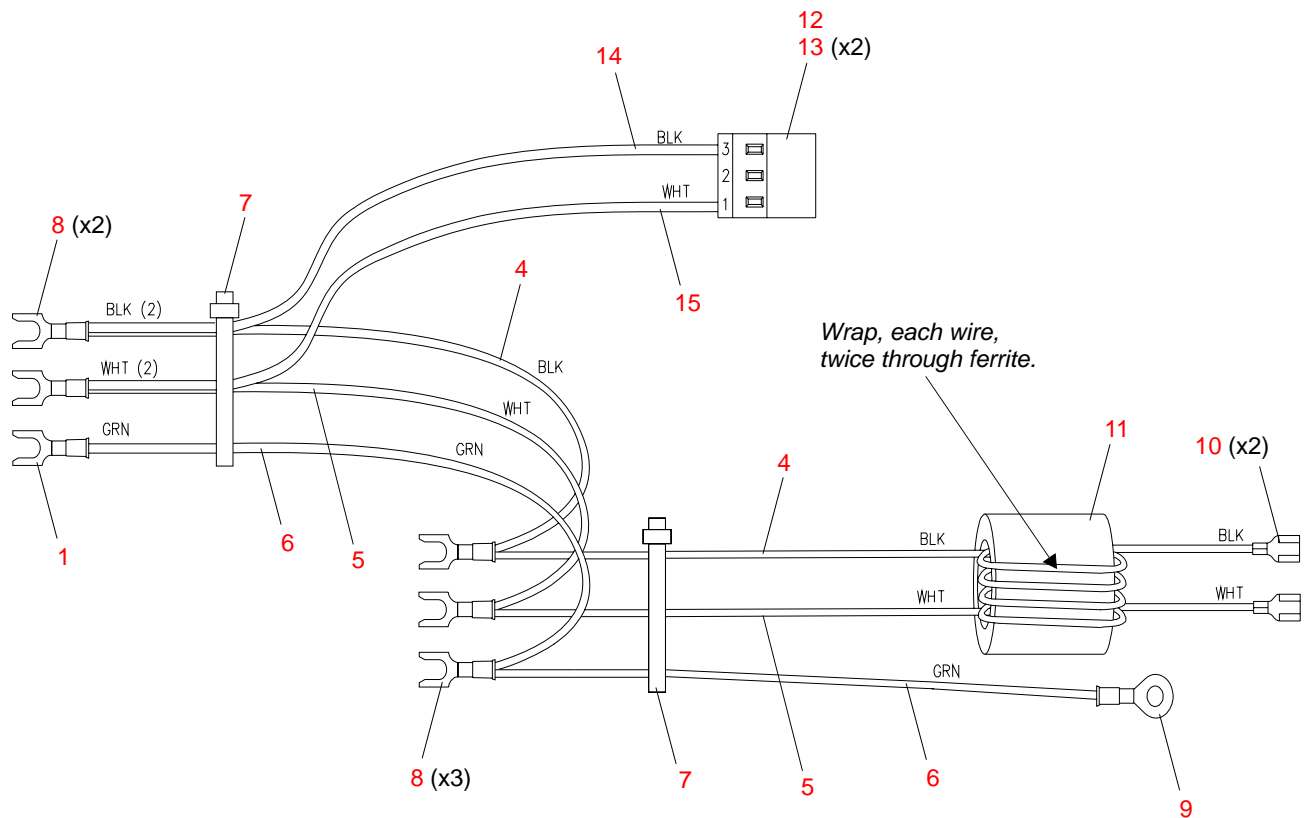 12
14
13 (x2)
BLK
3
2
WHT
1
7
8 (x2)
4
15
BLK (2)
Wrap, each wire,
twice through ferrite.
BLK
WHT (2)
WHT
GRN
GRN
11
10 (x2)
4
1
6
5
BLK
BLK
WHT
WHT
GRN
8 (x3)
7
5
6
9